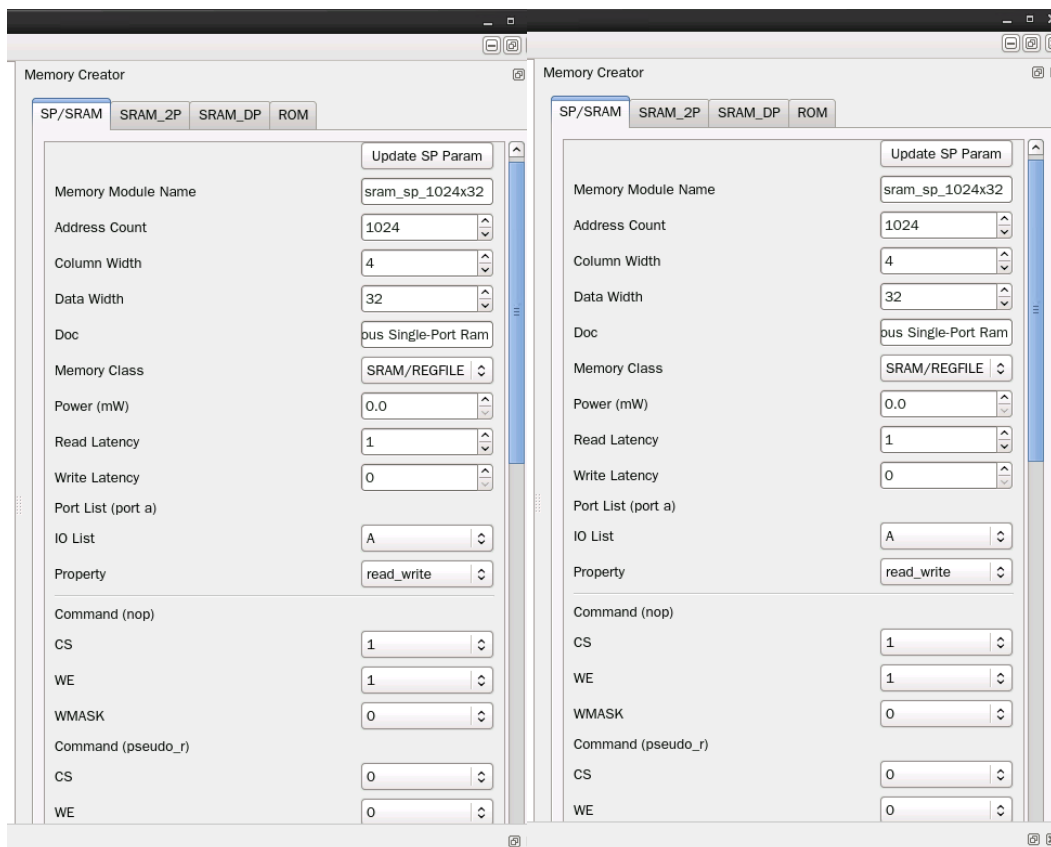 Memory Creator
SP/SRAM SRAM_2P SRAM_DP ROM
Update SP Param
Memory Module Name sram_sp_1024x32
Address Count 1024
Column Width 4
Data Width 32
Doc ous Single-Port Ram
Memory Class SRAM/REGFILE
Power (mW) 0.0
Read Latency 1
Write Latency 0
Port List (port a)
IO List A
Property read_write
Command (nop)
CS 1
WE 1
WMASK 0
Command (pseudo_r)
CS 0
WE 0
Memory Creator
SP/SRAM SRAM_2P SRAM_DP ROM
Update SP Param
Memory Module Name sram_sp_1024x32
Address Count 1024
Column Width 4
Data Width 32
Doc ous Single-Port Ram
Memory Class SRAM/REGFILE
Power (mW) 0.0
Read Latency 1
Write Latency 0
Port List (port a)
IO List A
Property read_write
Command (nop)
CS 1
WE 1
WMASK 0
Command (pseudo_r)
CS 0
WE 0